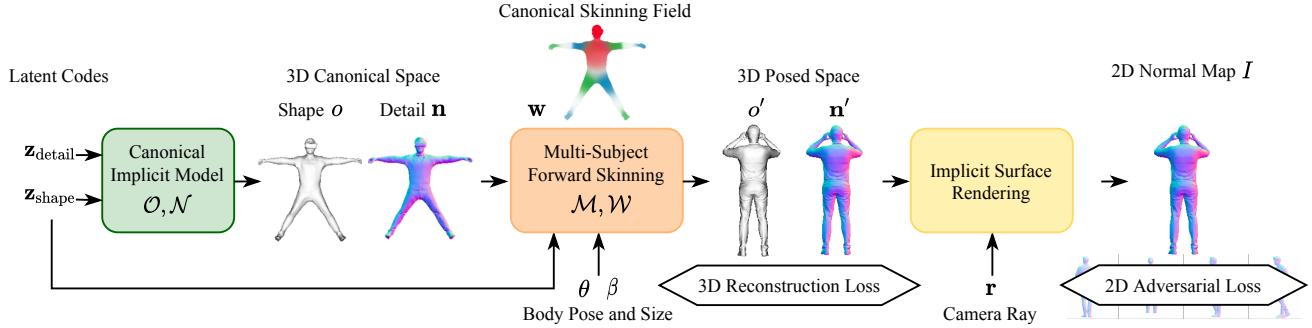 Canonical Skinning Field
Latent Codes
3D Canonical Space
3D Posed Space
2D Normal Map I
Shape o
Detail n
w
o′
n′
z_detail
z_shape
Canonical
Implicit Model
𝒪, 𝒩
Multi-Subject
Forward Skinning
ℳ, 𝒲
Implicit Surface
Rendering
θ β
Body Pose and Size
3D Reconstruction Loss
r
Camera Ray
2D Adversarial Loss